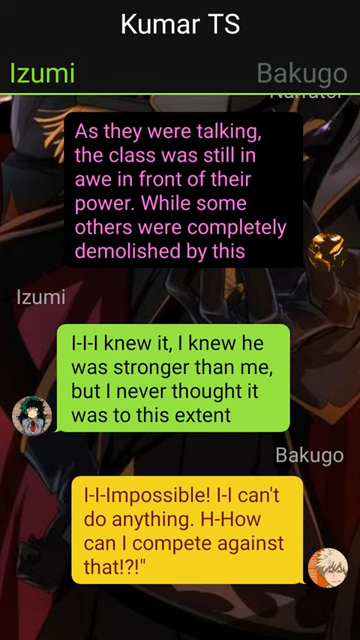 Kumar TS
Izumi
Bakugo
Narrator
As they were talking,
the class was still in
awe in front of their
power. While some
others were completely
demolished by this
Izumi
I-I-I knew it, I knew he
was stronger than me,
but I never thought it
was to this extent
Bakugo
I-I-Impossible! I-I can't
do anything. H-How
can I compete against
that!?!"